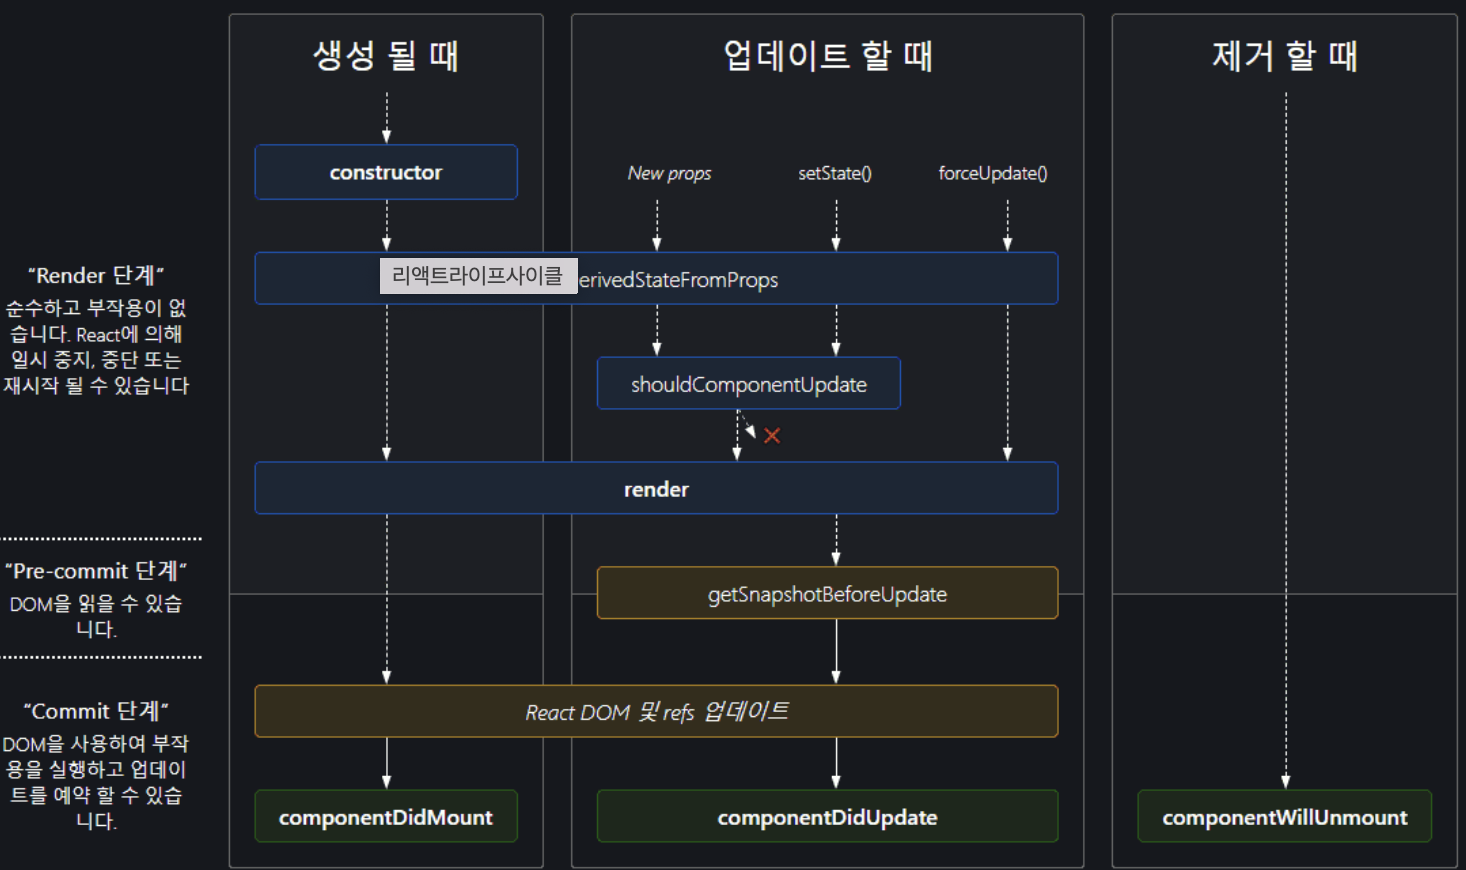 생성 될 때
업데이트 할 때
제거 할 때
constructor
New props
setState()
forceUpdate()
"Render 단계"
순수하고 부작용이 없
습니다. React에 의해
일시 중지, 중단 또는
재시작 될 수 있습니다
리액트라이프사이클
erivedStateFromProps
shouldComponentUpdate
render
"Pre-commit 단계"
DOM을 읽을 수 있습
니다.
getSnapshotBeforeUpdate
"Commit 단계"
DOM을 사용하여 부작
용을 실행하고 업데이
트를 예약 할 수 있습
니다.
React DOM 및 refs 업데이트
componentDidMount
componentDidUpdate
componentWillUnmount